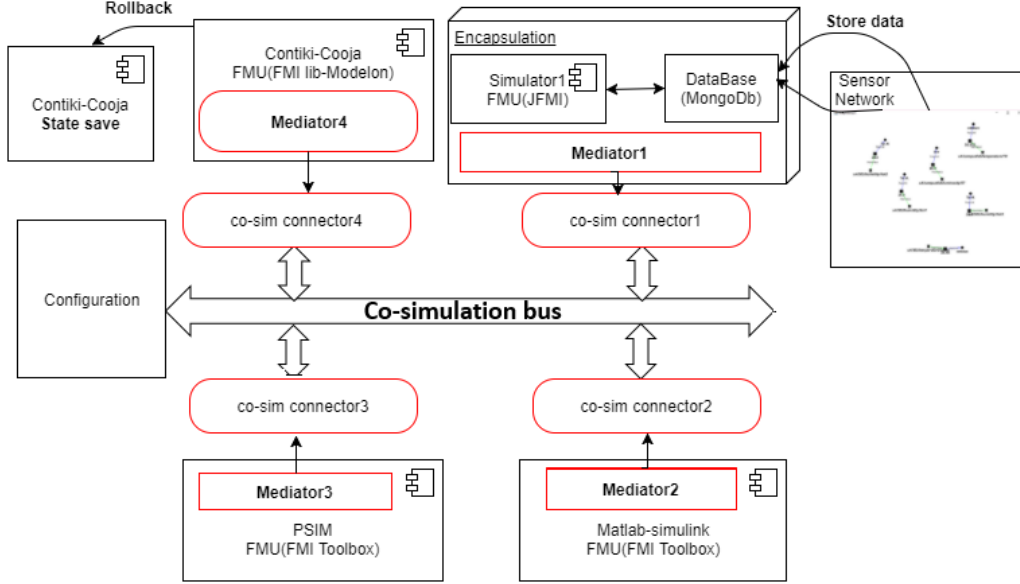 Rollback
Store data
Encapsulation
Contiki-Cooja
FMU(FMI lib-Modelon)
Mediator4
Contiki-Cooja
State save
Simulator1
FMU(JFMI)
DataBase
(MongoDb)
Mediator1
Sensor
Network
co-sim connector4
co-sim connector1
Configuration
Co-simulation bus
co-sim connector3
co-sim connector2
Mediator3
PSIM
FMU(FMI Toolbox)
Mediator2
Matlab-simulink
FMU(FMI Toolbox)